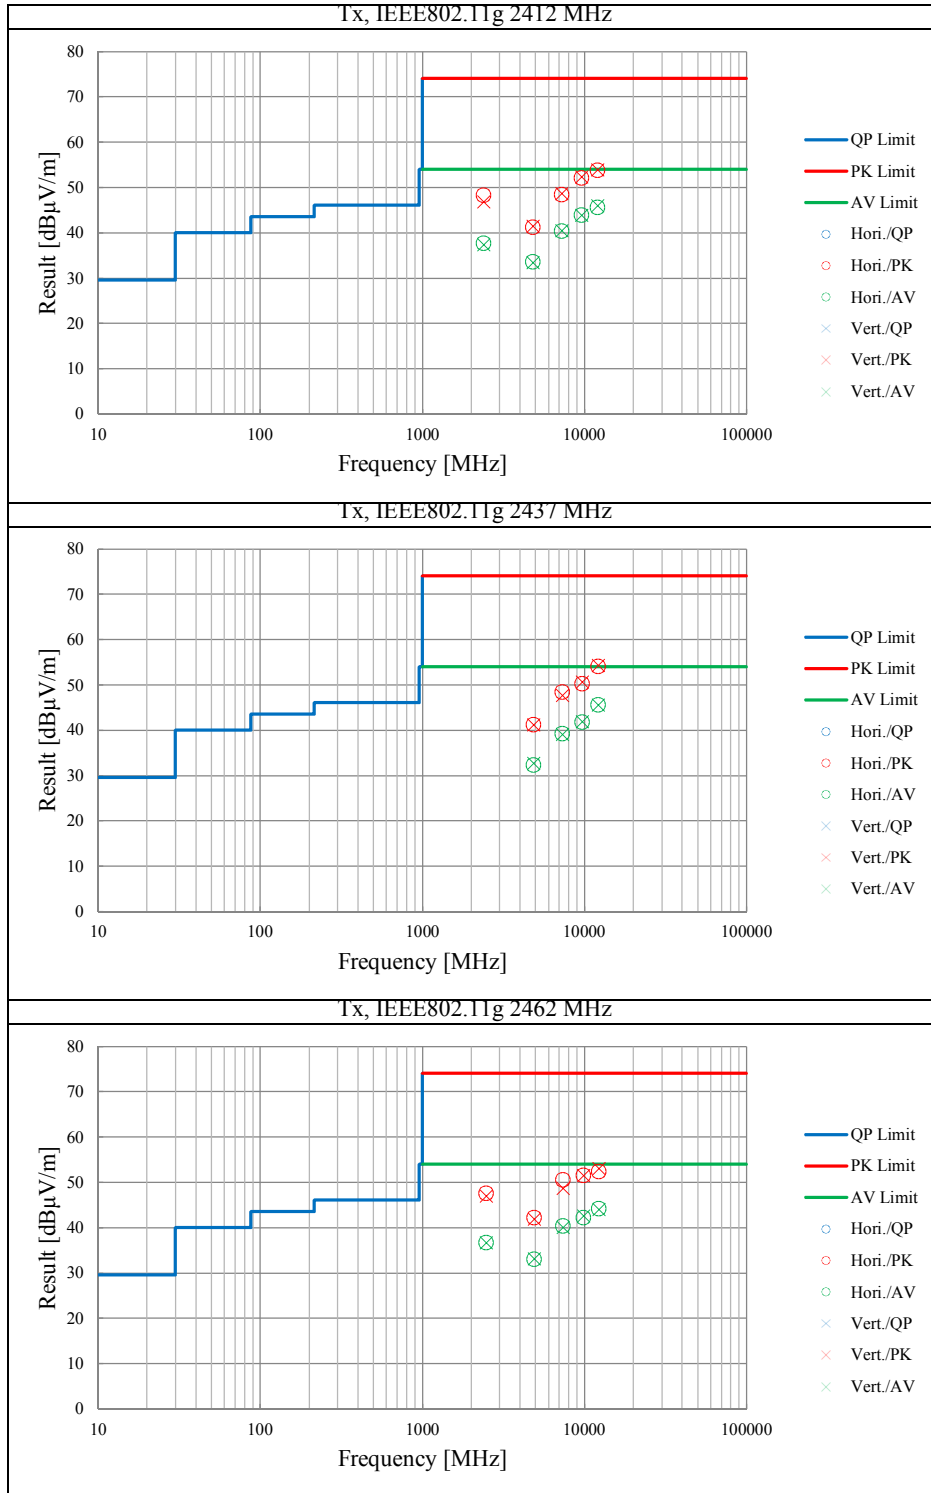 Tx, IEEE802.11g 2412 MHz
80
70
60
50
40
30
20
10
0
10 100 1000 10000 100000
Result [dBµV/m]
Frequency [MHz]
QP Limit
PK Limit
AV Limit
Hori./QP
Hori./PK
Hori./AV
Vert./QP
Vert./PK
Vert./AV
Tx, IEEE802.11g 2437 MHz
80
70
60
50
40
30
20
10
0
10 100 1000 10000 100000
Result [dBµV/m]
Frequency [MHz]
QP Limit
PK Limit
AV Limit
Hori./QP
Hori./PK
Hori./AV
Vert./QP
Vert./PK
Vert./AV
Tx, IEEE802.11g 2462 MHz
80
70
60
50
40
30
20
10
0
10 100 1000 10000 100000
Result [dBµV/m]
Frequency [MHz]
QP Limit
PK Limit
AV Limit
Hori./QP
Hori./PK
Hori./AV
Vert./QP
Vert./PK
Vert./AV